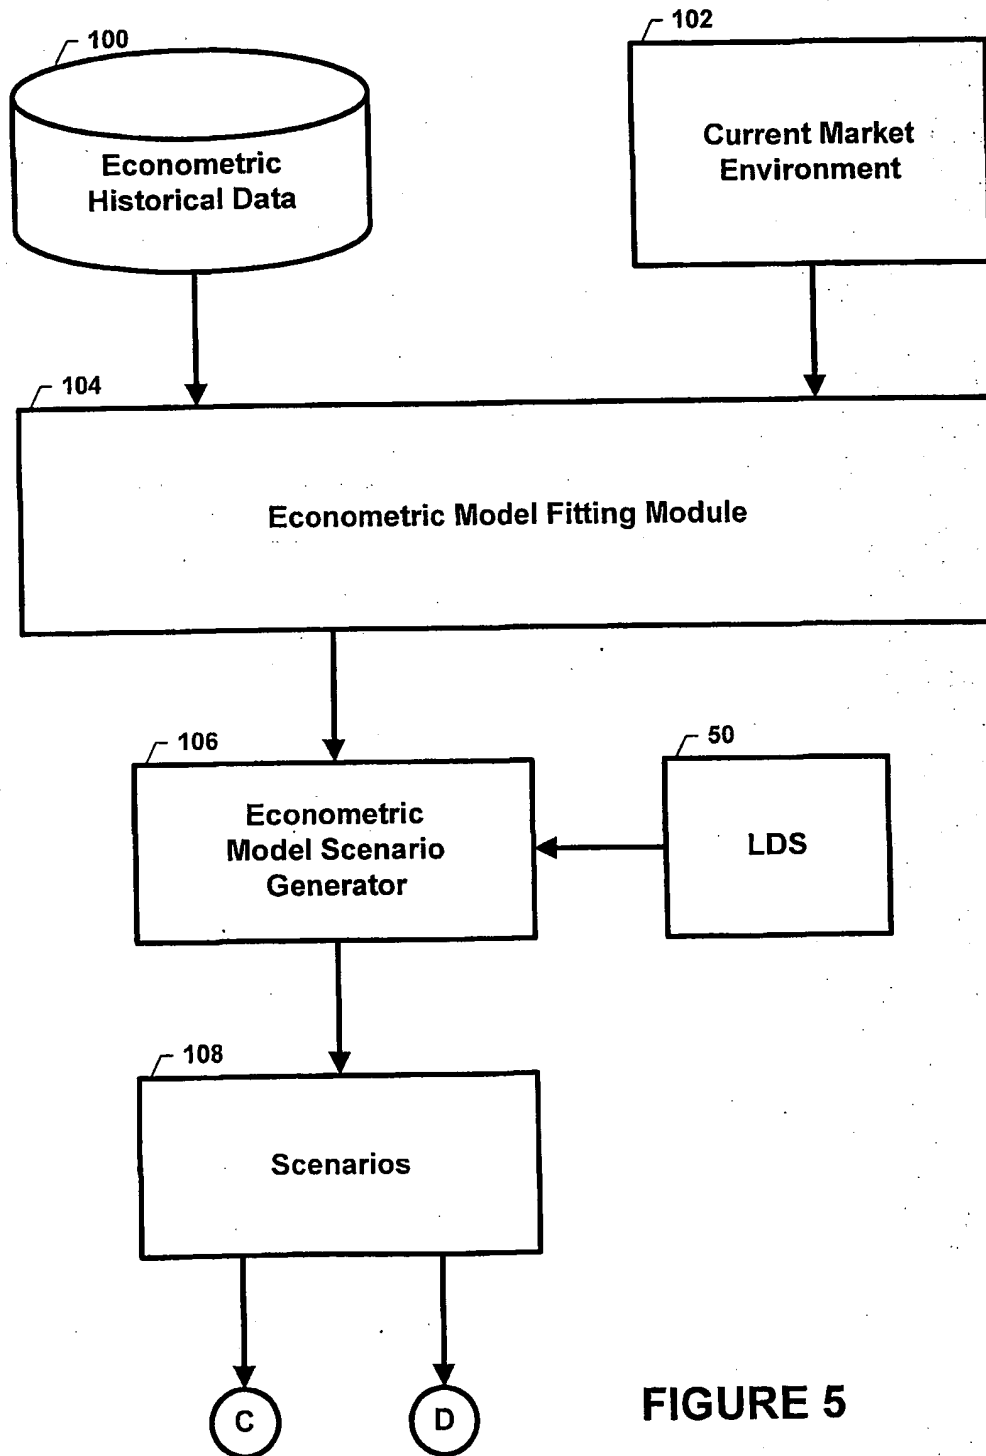 100
102
Econometric
Historical Data
Current Market
Environment
104
Econometric Model Fitting Module
106
50
Econometric
Model Scenario
Generator
LDS
108
Scenarios
C
D
FIGURE 5